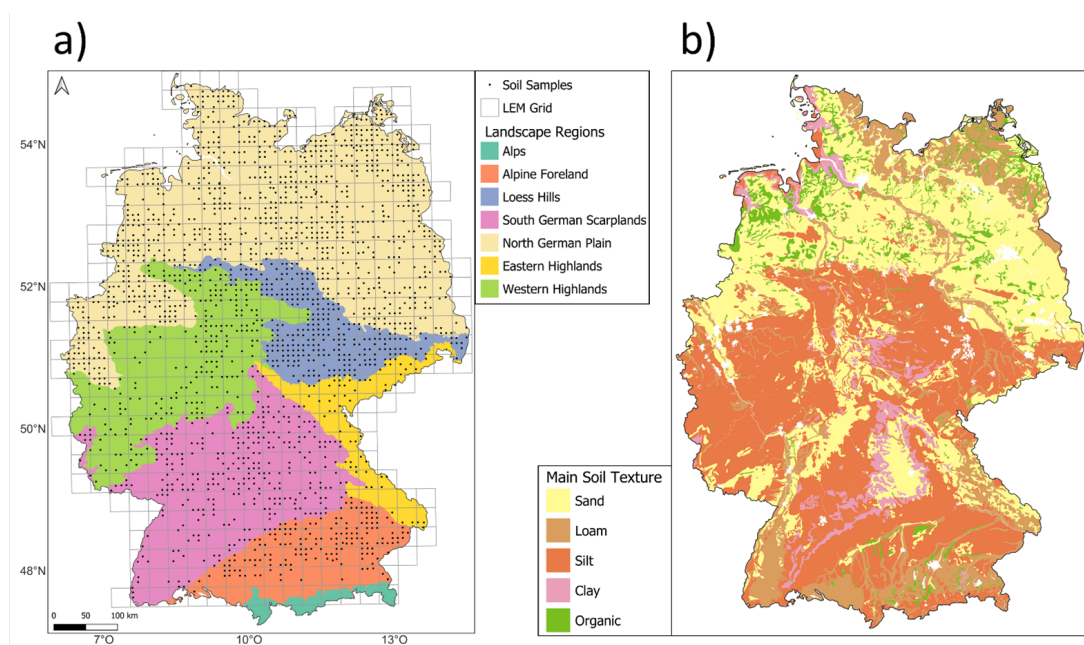 a)
b)
Soil Samples
LEM Grid
Landscape Regions
Alps
Alpine Foreland
Loess Hills
South German Scarplands
North German Plain
Eastern Highlands
Western Highlands
54°N
52°N
50°N
48°N
0 50 100 km
7°O 10°O 13°O
Main Soil Texture
Sand
Loam
Silt
Clay
Organic